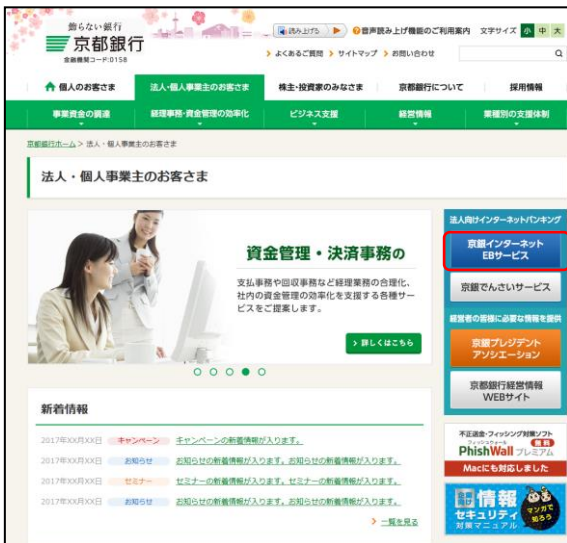 飾らない銀行
京都銀行
金融機関コード:0158
読み上げる
音声読み上げ機能のご利用案内
文字サイズ 小 中 大
よくあるご質問 サイトマップ お問い合わせ
個人のお客さま 法人・個人事業主のお客さま 株主・投資家のみなさま 京都銀行について 採用情報
事業資金の調達 経理事務・資金管理の効率化 ビジネス支援 経営情報 業種別の支援体制
京都銀行ホーム > 法人・個人事業主のお客さま
法人・個人事業主のお客さま
資金管理・決済事務の
支払事務や回収事務など経理業務の合理化、
社内の資金管理の効率化を支援する各種サー
ビスをご提案します。
詳しくはこちら
法人向けインターネットバンキング
京銀インターネット
EBサービス
京銀でんさいサービス
経営者の皆様に必要な情報を提供
京銀プレジデント
アソシエーション
京都銀行経営情報
WEBサイト
新着情報
2017年XX月XX日 キャンペーン キャンペーンの新着情報が入ります。
2017年XX月XX日 お知らせ お知らせの新着情報が入ります。お知らせの新着情報が入ります。
2017年XX月XX日 セミナー セミナーの新着情報が入ります。セミナーの新着情報が入ります。
2017年XX月XX日 お知らせ お知らせの新着情報が入ります。お知らせの新着情報が入ります。
一覧を見る
不正送金・フィッシング対策ソフト
フィッシュウォール 無料
PhishWall プレミアム
Macにも対応しました
企業向け 情報
セキュリティ
対策マニュアル
マンガで
知ろう